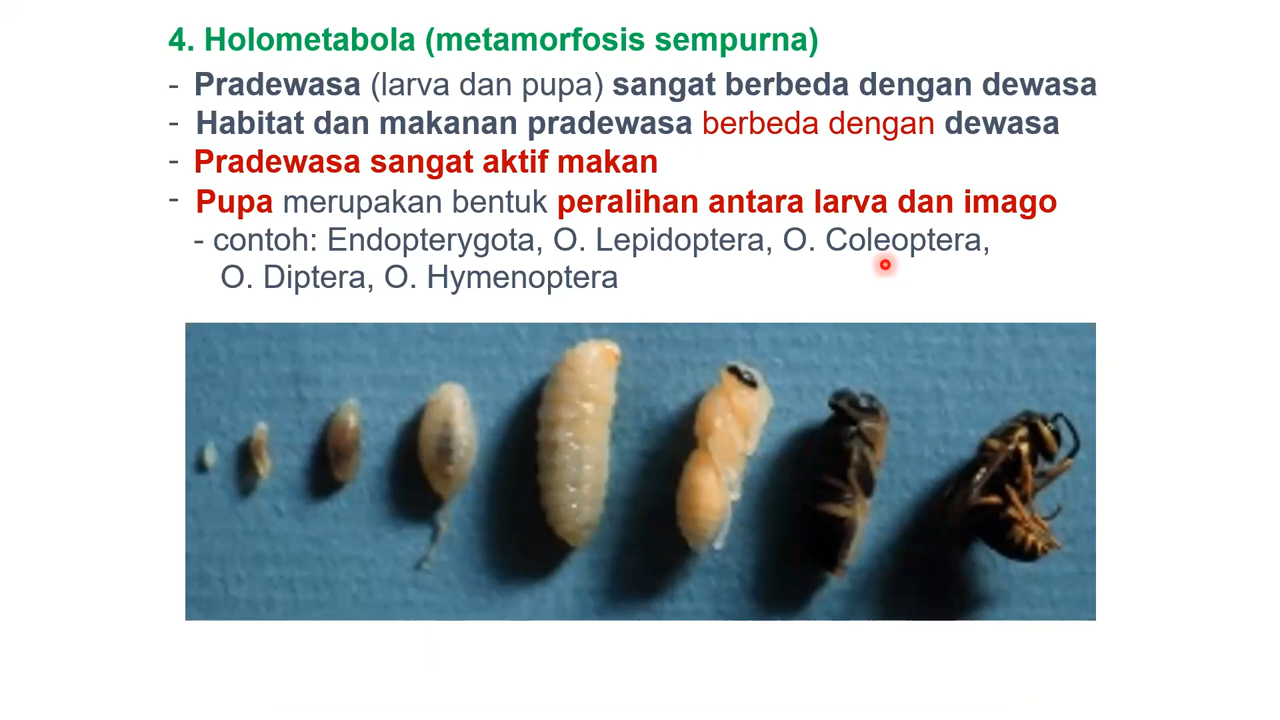 4. Holometabola (metamorfosis sempurna)
- Pradewasa (larva dan pupa) sangat berbeda dengan dewasa
- Habitat dan makanan pradewasa berbeda dengan dewasa
- Pradewasa sangat aktif makan
- Pupa merupakan bentuk peralihan antara larva dan imago
- contoh: Endopterygota, O. Lepidoptera, O. Coleoptera,
O. Diptera, O. Hymenoptera